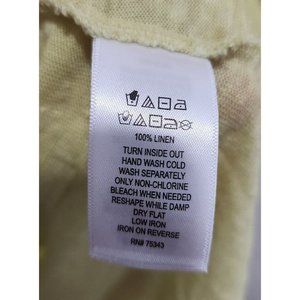 100% LINEN
TURN INSIDE OUT
HAND WASH COLD
WASH SEPARATELY
ONLY NON-CHLORINE
BLEACH WHEN NEEDED
RESHAPE WHILE DAMP
DRY FLAT
LOW IRON
IRON ON REVERSE
RN# 75343